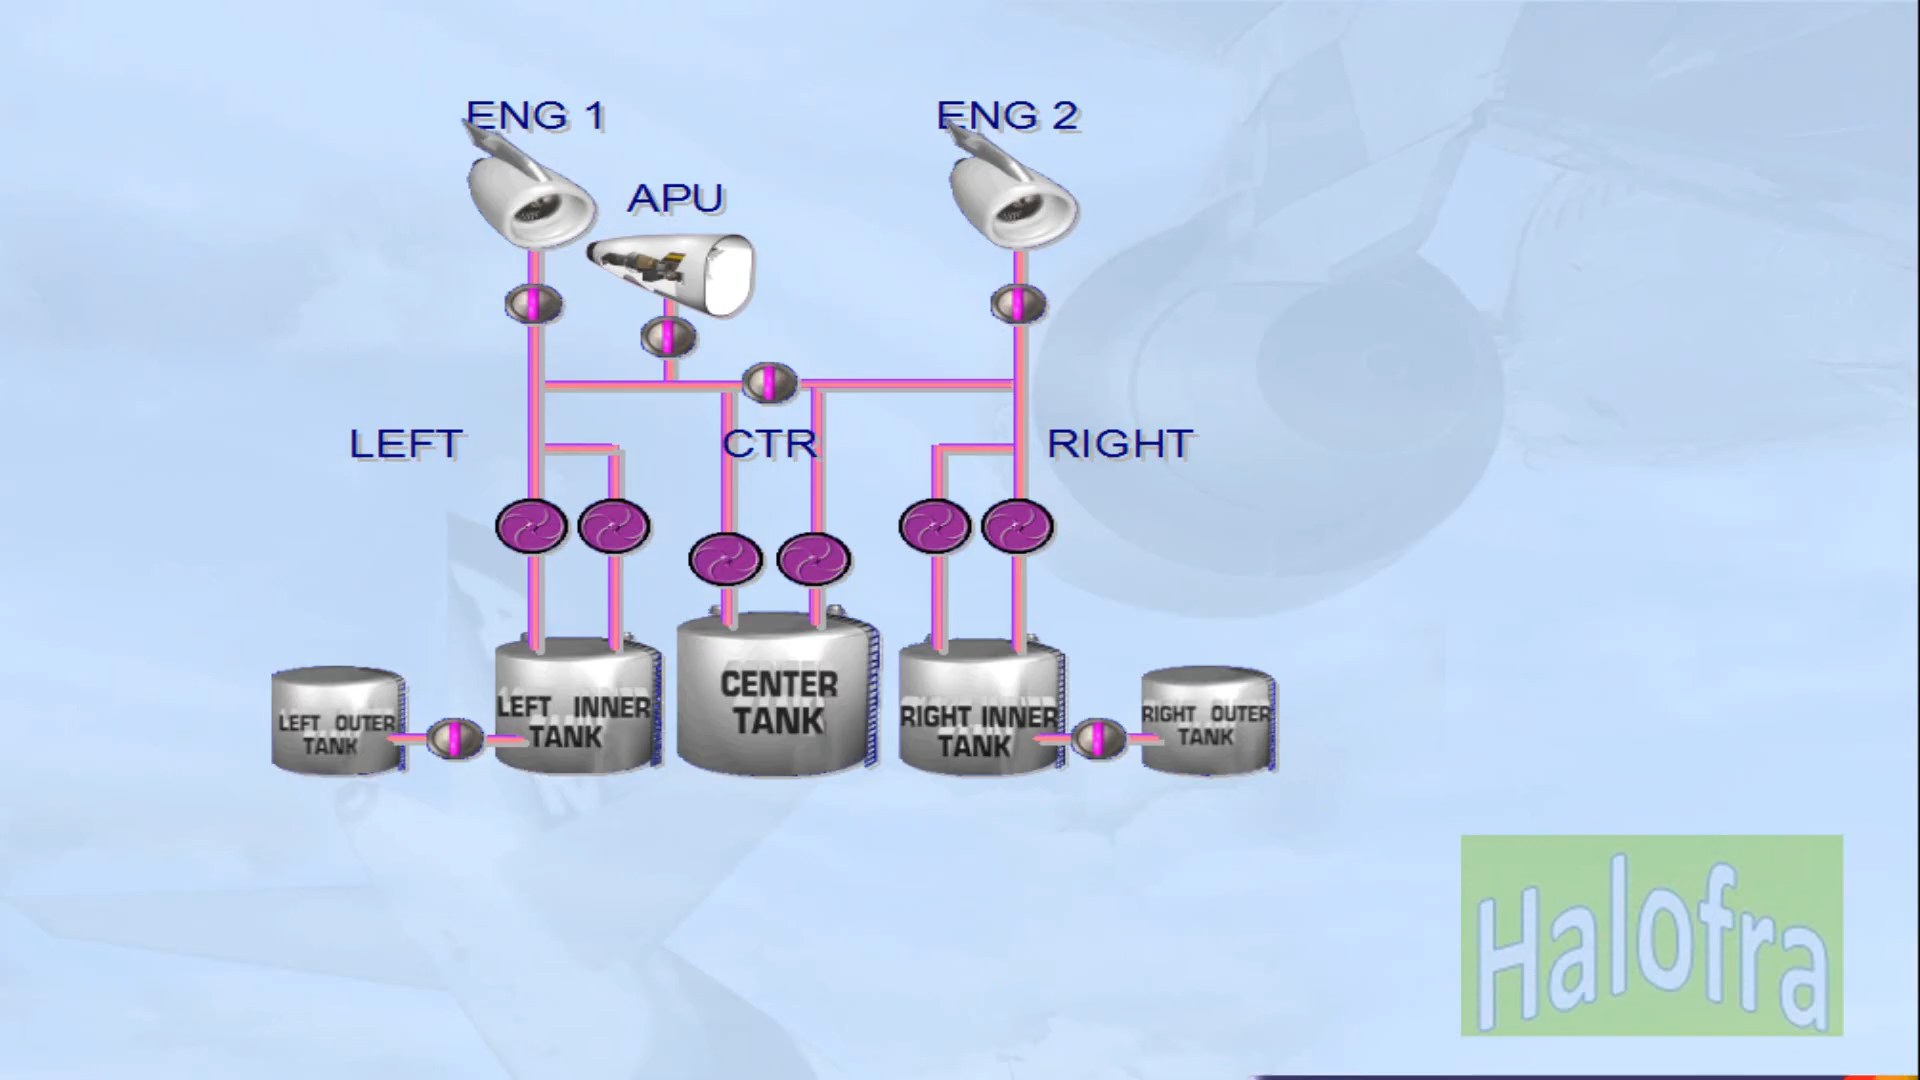 ENG 1
ENG 2
APU
LEFT
CTR
RIGHT
LEFT OUTER
TANK
LEFT INNER
TANK
CENTER
TANK
RIGHT INNER
TANK
RIGHT OUTER
TANK
Halofra